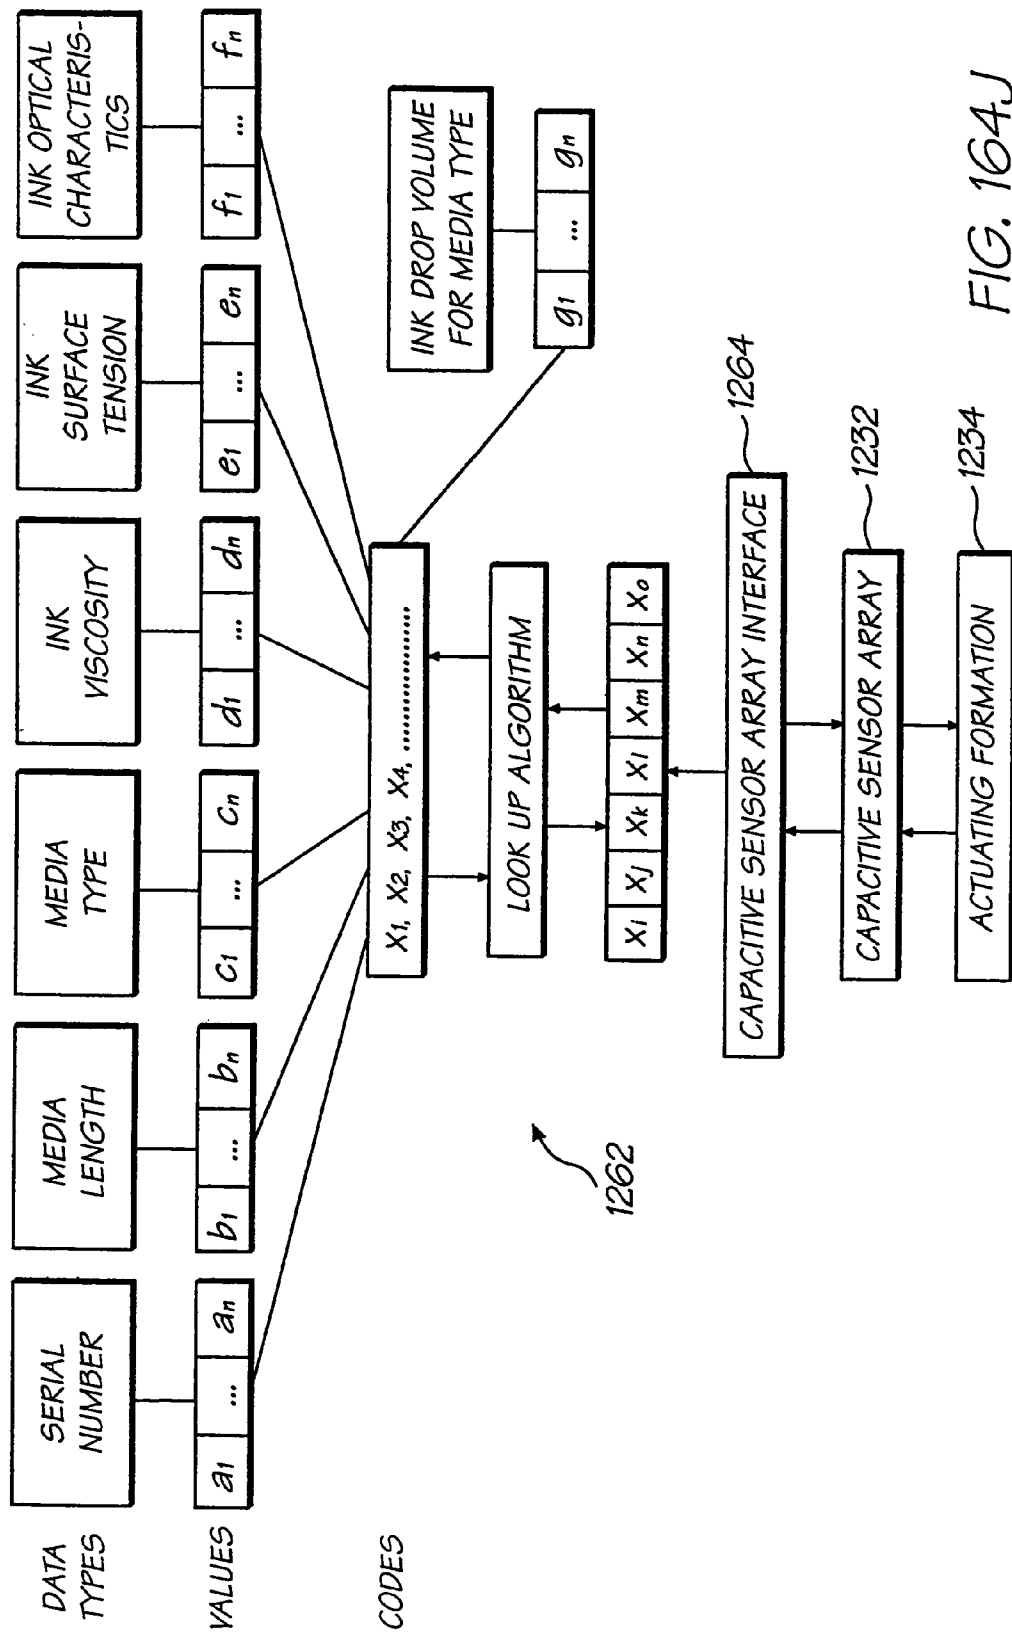 DATA
TYPES
SERIAL
NUMBER
MEDIA
LENGTH
MEDIA
TYPE
INK
VISCOSITY
INK
SURFACE
TENSION
INK OPTICAL
CHARACTERIS-
TICS
VALUES
a1 ... an
b1 ... bn
c1 ... cn
d1 ... dn
e1 ... en
f1 ... fn
CODES
X1, X2, X3, X4, ..................
INK DROP VOLUME
FOR MEDIA TYPE
g1 ... gn
LOOK UP ALGORITHM
Xi Xj Xk Xl Xm Xn Xo
1262
CAPACITIVE SENSOR ARRAY INTERFACE
1264
CAPACITIVE SENSOR ARRAY
1232
ACTUATING FORMATION
1234
FIG. 164J